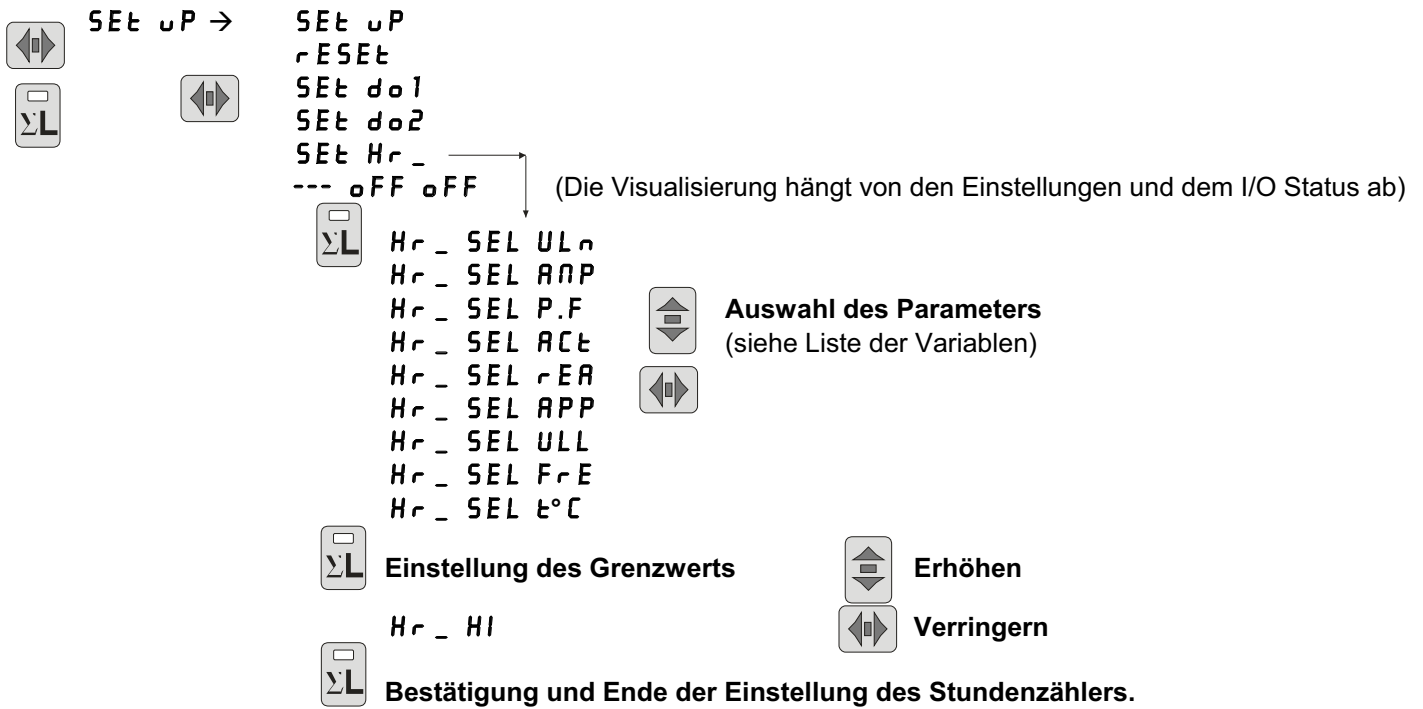 SEt uP → SEt uP
rESEt
ΣL SEt do1
SEt do2
SEt Hr_
--- oFF oFF (Die Visualisierung hängt von den Einstellungen und dem I/O Status ab)
ΣL Hr_ SEL ULn
Hr_ SEL AMP
Hr_ SEL P.F Auswahl des Parameters
Hr_ SEL ACt (siehe Liste der Variablen)
Hr_ SEL rEA
Hr_ SEL APP
Hr_ SEL ULL
Hr_ SEL FrE
Hr_ SEL t°C
ΣL Einstellung des Grenzwerts Erhöhen
Hr_ HI Verringern
ΣL Bestätigung und Ende der Einstellung des Stundenzählers.